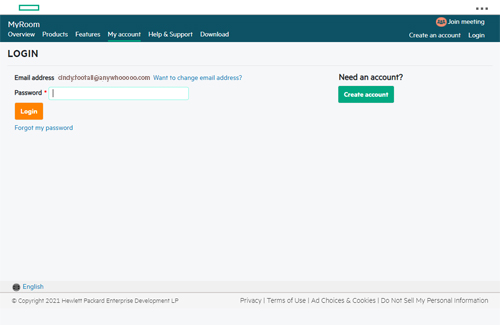 MyRoom
Join meeting
Overview Products Features My account Help & Support Download
Create an account Login
LOGIN
Email address cindy.tootall@anywhooooo.com Want to change email address?
Need an account?
Password *
Create account
Login
Forgot my password
English
© Copyright 2021 Hewlett Packard Enterprise Development LP
Privacy | Terms of Use | Ad Choices & Cookies | Do Not Sell My Personal Information